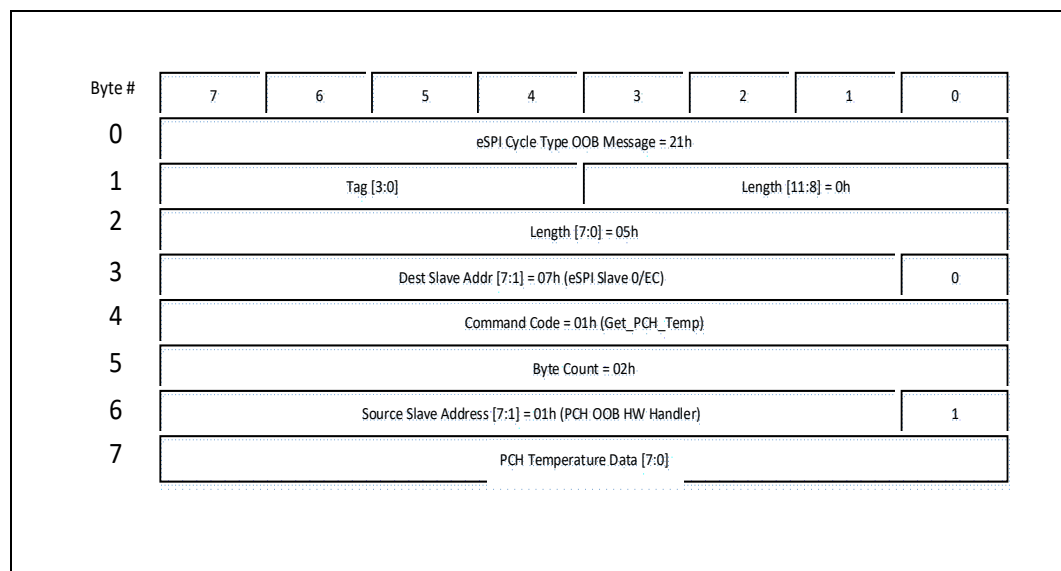 Byte # 7 6 5 4 3 2 1 0
0 eSPI Cycle Type OOB Message = 21h
1 Tag [3:0] Length [11:8] = 0h
2 Length [7:0] = 05h
3 Dest Slave Addr [7:1] = 07h (eSPI Slave 0/EC) 0
4 Command Code = 01h (Get_PCH_Temp)
5 Byte Count = 02h
6 Source Slave Address [7:1] = 01h (PCH OOB HW Handler) 1
7 PCH Temperature Data [7:0]